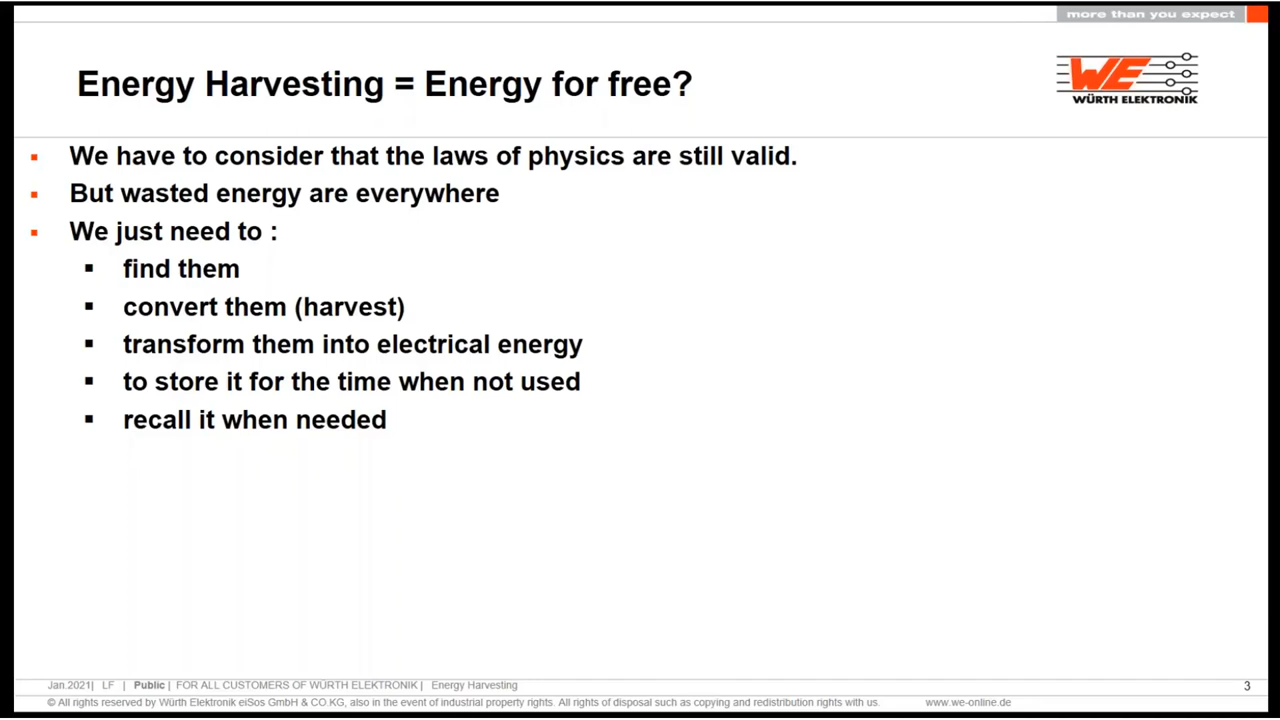 more than you expect
Energy Harvesting = Energy for free?
WE
WÜRTH ELEKTRONIK
We have to consider that the laws of physics are still valid.
But wasted energy are everywhere
We just need to :
find them
convert them (harvest)
transform them into electrical energy
to store it for the time when not used
recall it when needed
Jan.2021| LF | Public | FOR ALL CUSTOMERS OF WÜRTH ELEKTRONIK | Energy Harvesting
3
© All rights reserved by Würth Elektronik eiSos GmbH & CO.KG, also in the event of industrial property rights. All rights of disposal such as copying and redistribution rights with us. www.we-online.de